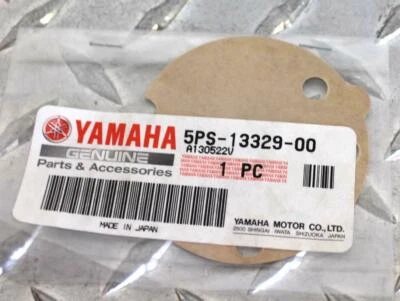 YAMAHA 5PS-13329-00
A130522V
GENUINE
Parts & Accessories
1 PC
MADE IN JAPAN
YAMAHA MOTOR CO.,LTD.
2500 SHINGAI IWATA SHIZUOKA JAPAN